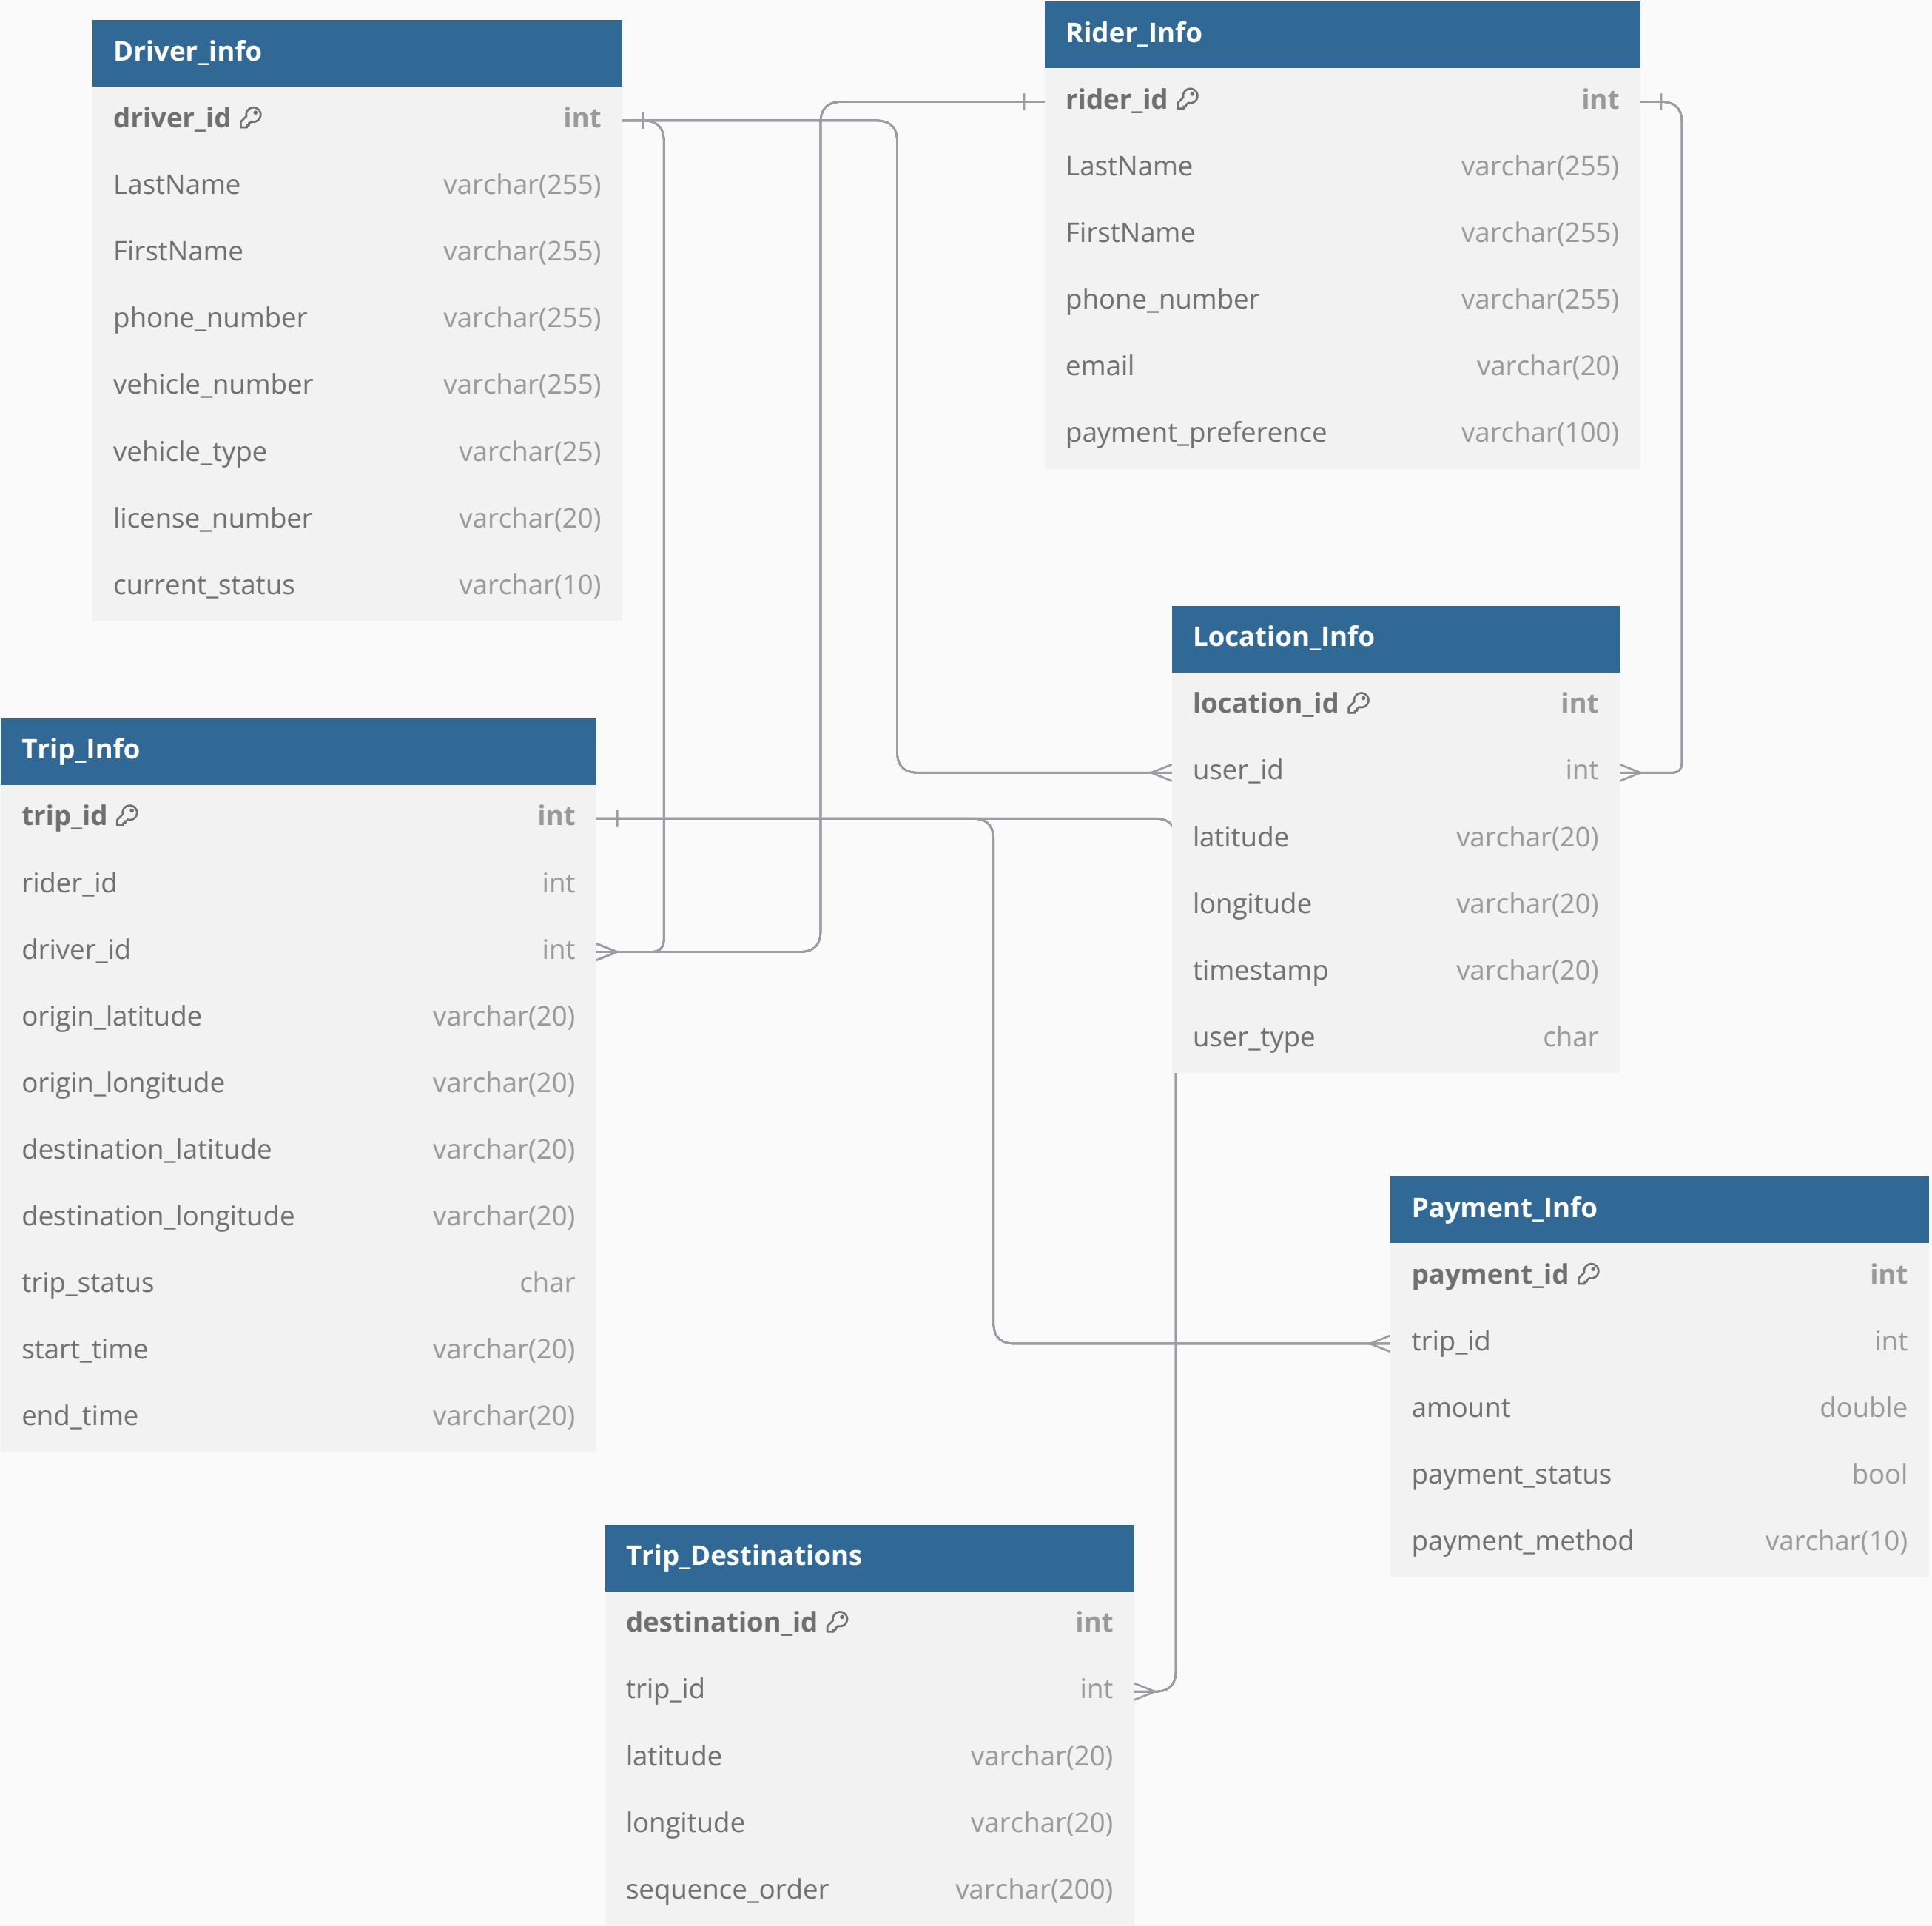 Driver_info
driver_id int
LastName varchar(255)
FirstName varchar(255)
phone_number varchar(255)
vehicle_number varchar(255)
vehicle_type varchar(25)
license_number varchar(20)
current_status varchar(10)
Rider_Info
rider_id int
LastName varchar(255)
FirstName varchar(255)
phone_number varchar(255)
email varchar(20)
payment_preference varchar(100)
Location_Info
location_id int
user_id int
latitude varchar(20)
longitude varchar(20)
timestamp varchar(20)
user_type char
Trip_Info
trip_id int
rider_id int
driver_id int
origin_latitude varchar(20)
origin_longitude varchar(20)
destination_latitude varchar(20)
destination_longitude varchar(20)
trip_status char
start_time varchar(20)
end_time varchar(20)
Payment_Info
payment_id int
trip_id int
amount double
payment_status bool
payment_method varchar(10)
Trip_Destinations
destination_id int
trip_id int
latitude varchar(20)
longitude varchar(20)
sequence_order varchar(200)